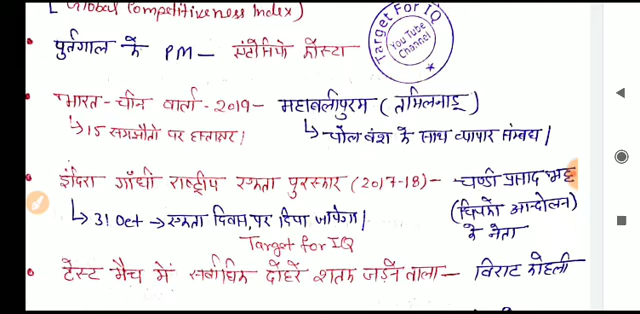 [ Global Competitiveness Index)
Target For IQ
You Tube
Channel
• पुर्तगाल के PM - एंटोनियो कोस्टा
• भारत-चीन वार्ता - 2019 - महाबलीपुरम ( तमिलनाडु )
↳ 15 समझौतो पर हस्ताक्षर। ↳ चोल वंश के साथ व्यापार संबध।
• इंदिरा गाँधी राष्ट्रीय एकता पुरस्कार (2017-18) - चण्डी प्रसाद भट्ट
↳ 31 Oct → एकता दिवस, पर दिया जायेगा। (चिपको आन्दोलन)
के नेता
Target for IQ
• टेस्ट मैच में सर्वाधिक दोहरे शतक जड़ने वाला - विराट कोहली